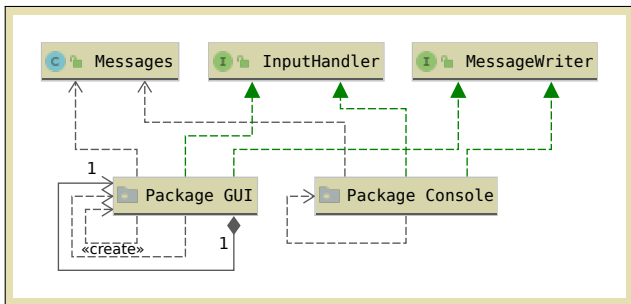 C Messages
I InputHandler
I MessageWriter
1
Package GUI
Package Console
«create»
1